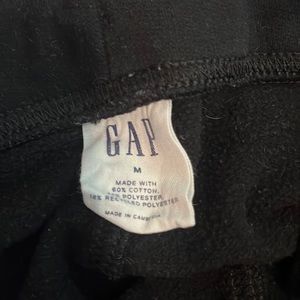 GAP
M
MADE WITH
60% COTTON,
POLYESTER,
RECYCLED POLYESTER
MADE IN